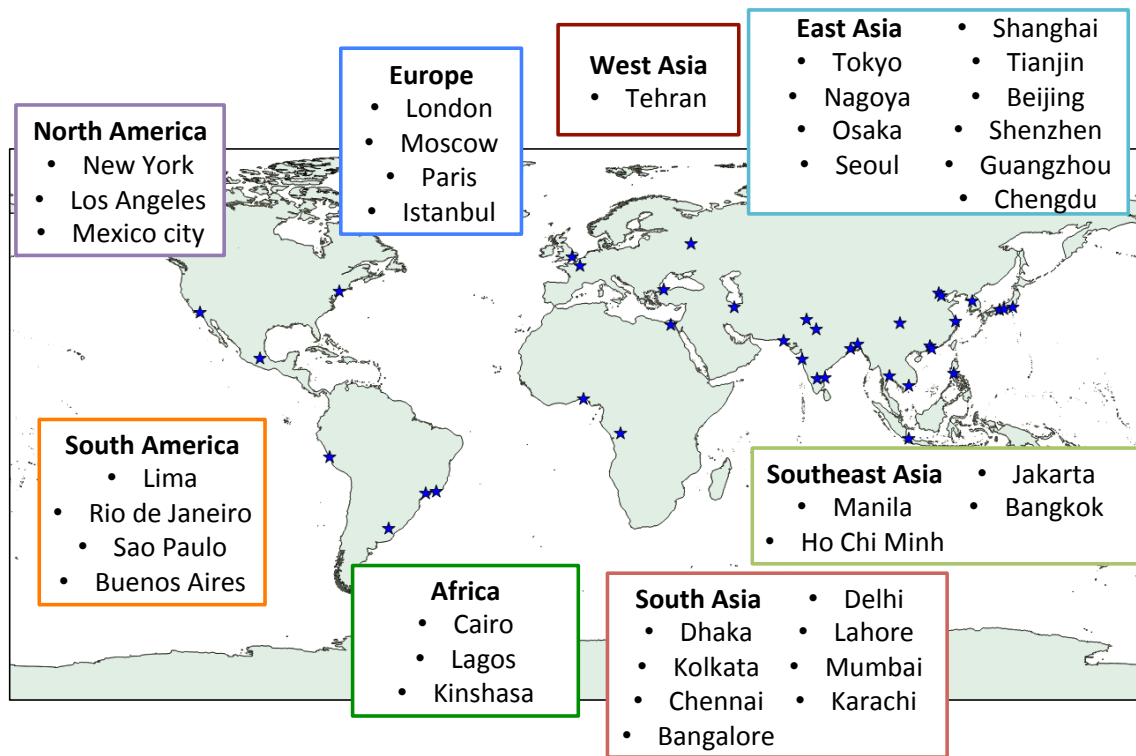 North America
• New York
• Los Angeles
• Mexico city
Europe
• London
• Moscow
• Paris
• Istanbul
West Asia
• Tehran
East Asia
• Tokyo
• Nagoya
• Osaka
• Seoul
• Shanghai
• Tianjin
• Beijing
• Shenzhen
• Guangzhou
• Chengdu
South America
• Lima
• Rio de Janeiro
• Sao Paulo
• Buenos Aires
Africa
• Cairo
• Lagos
• Kinshasa
South Asia
• Dhaka
• Kolkata
• Chennai
• Bangalore
• Delhi
• Lahore
• Mumbai
• Karachi
Southeast Asia
• Manila
• Ho Chi Minh
• Jakarta
• Bangkok